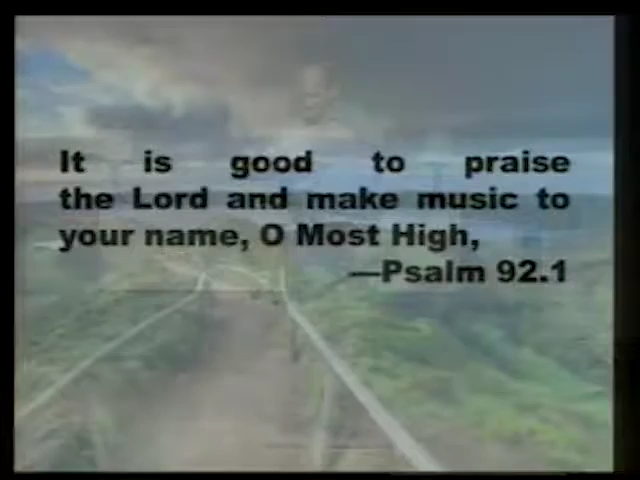 It is good to praise
the Lord and make music to
your name, O Most High,
—Psalm 92.1